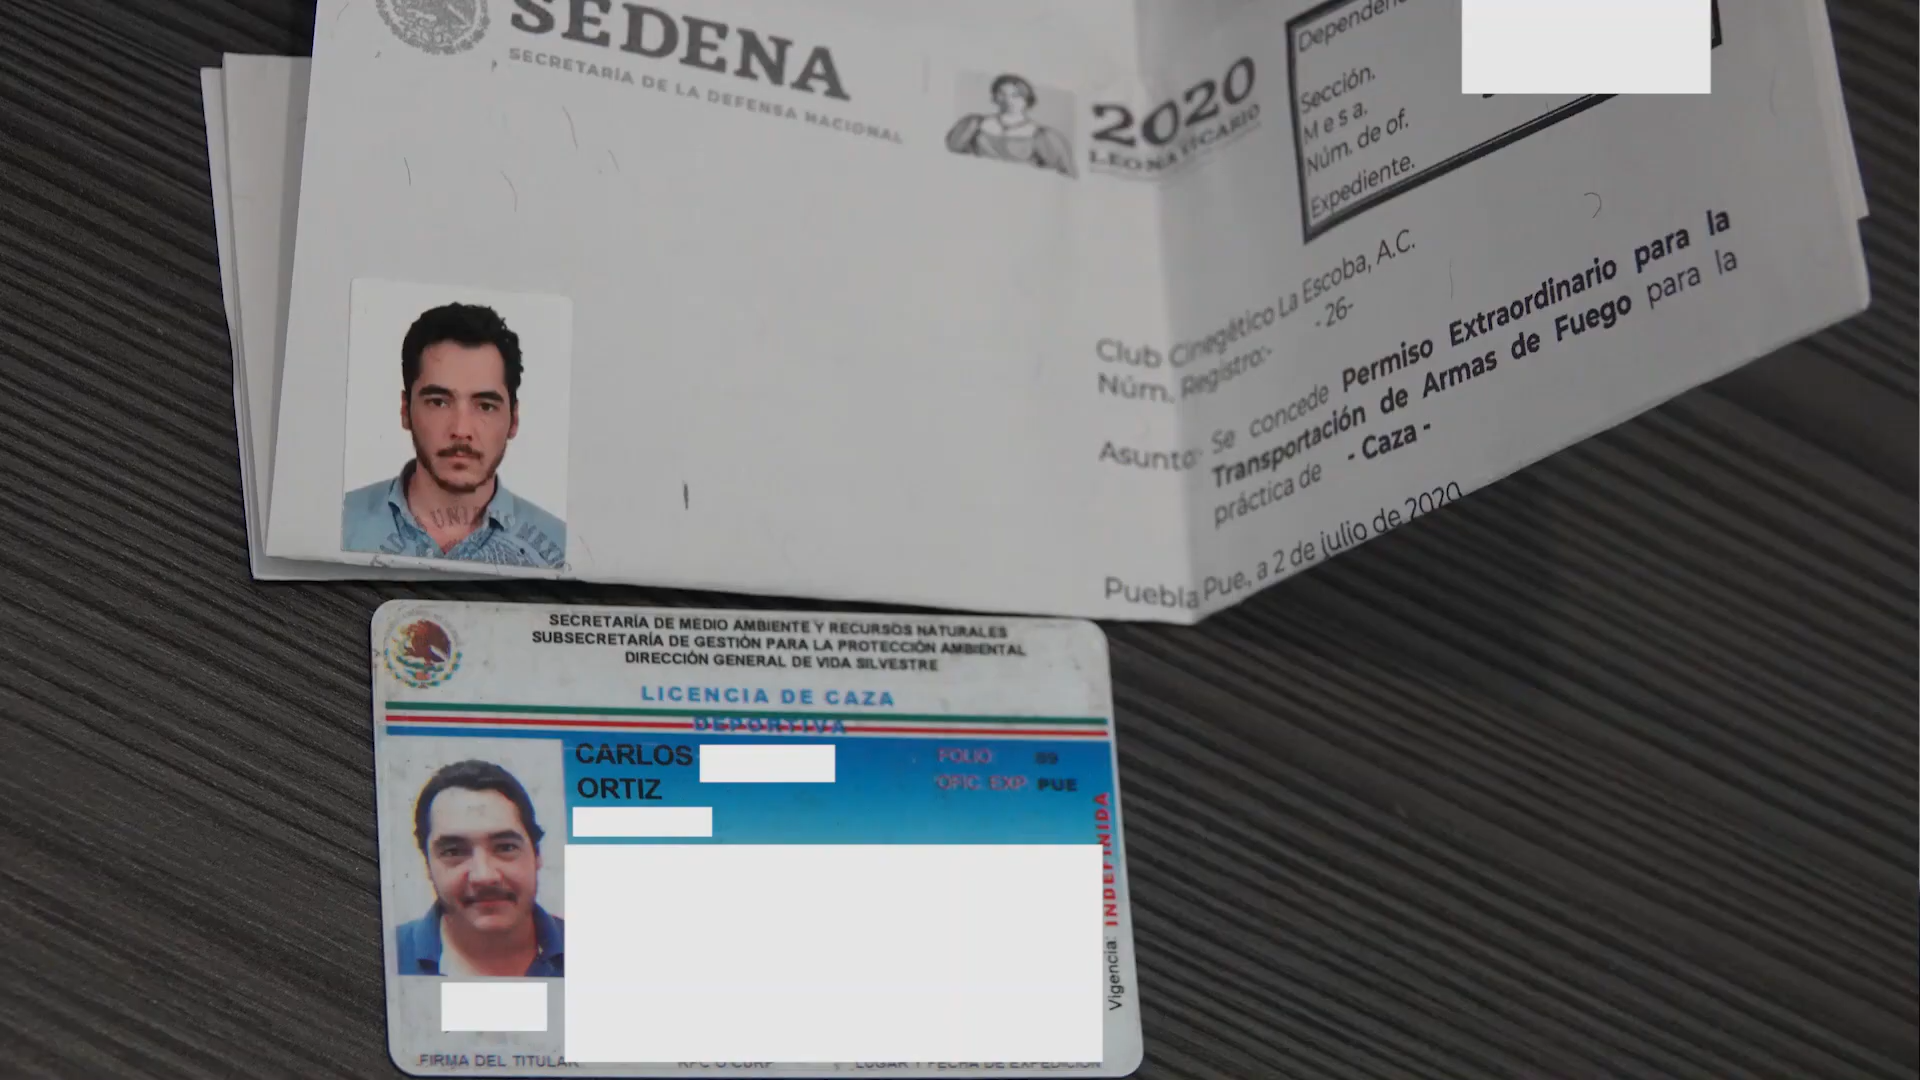 SEDENA
SECRETARÍA DE LA DEFENSA NACIONAL
2020
LEONA VICARIO
Dependen
Sección.
Mesa.
Núm. de of.
Expediente.
Club Cinegético La Escoba, A.C.
Núm. Registro:- -26-
Asunto: Se concede Permiso Extraordinario para la
Transportación de Armas de Fuego para la
práctica de - Caza -
Puebla Pue, a 2 de julio de 2020
UNIDOS MEXIC
SECRETARÍA DE MEDIO AMBIENTE Y RECURSOS NATURALES
SUBSECRETARÍA DE GESTIÓN PARA LA PROTECCIÓN AMBIENTAL
DIRECCIÓN GENERAL DE VIDA SILVESTRE
LICENCIA DE CAZA
DEPORTIVA
CARLOS
ORTIZ
FOLIO: 89
OFIC. EXP: PUE
Vigencia: INDEFINIDA
FIRMA DEL TITULAR
RFC O CURP
LUGAR Y FECHA DE EXPEDICIÓN